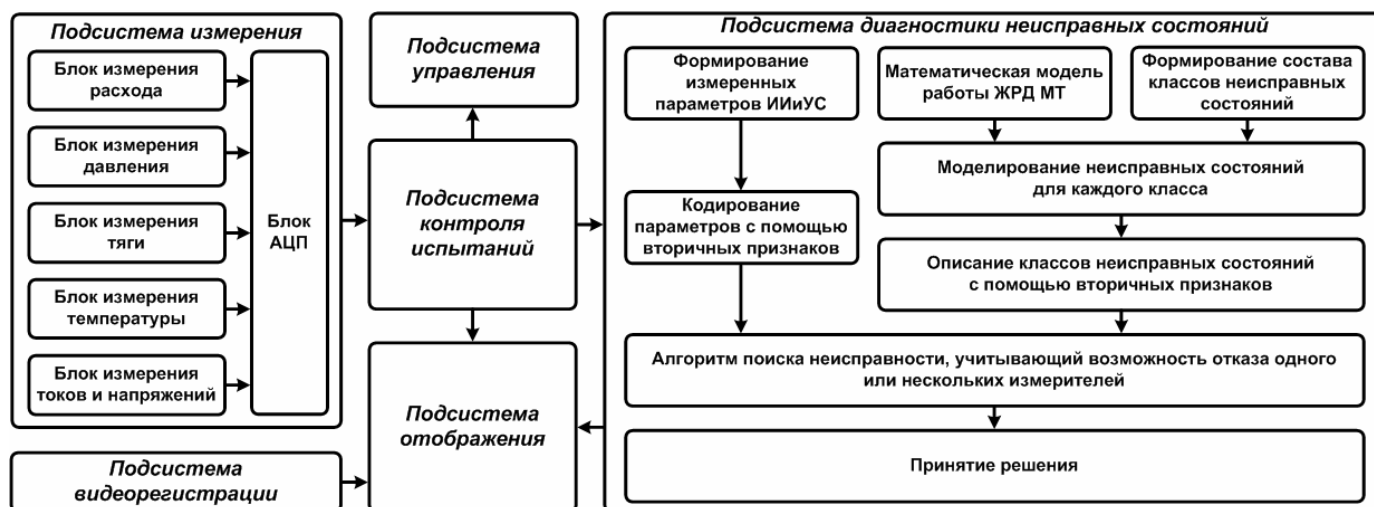 Подсистема измерения
Блок измерения
расхода
Блок измерения
давления
Блок измерения
тяги
Блок измерения
температуры
Блок измерения
токов и напряжений
Блок
АЦП
Подсистема
видеорегистрации
Подсистема
управления
Подсистема
контроля
испытаний
Подсистема
отображения
Подсистема диагностики неисправных состояний
Формирование
измеренных
параметров ИИиУС
Математическая модель
работы ЖРД МТ
Формирование состава
классов неисправных
состояний
Моделирование неисправных состояний
для каждого класса
Кодирование
параметров с помощью
вторичных признаков
Описание классов неисправных состояний
с помощью вторичных признаков
Алгоритм поиска неисправности, учитывающий возможность отказа одного
или нескольких измерителей
Принятие решения